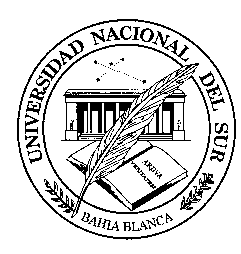 UNIVERSIDAD NACIONAL DEL SUR
BAHIA BLANCA